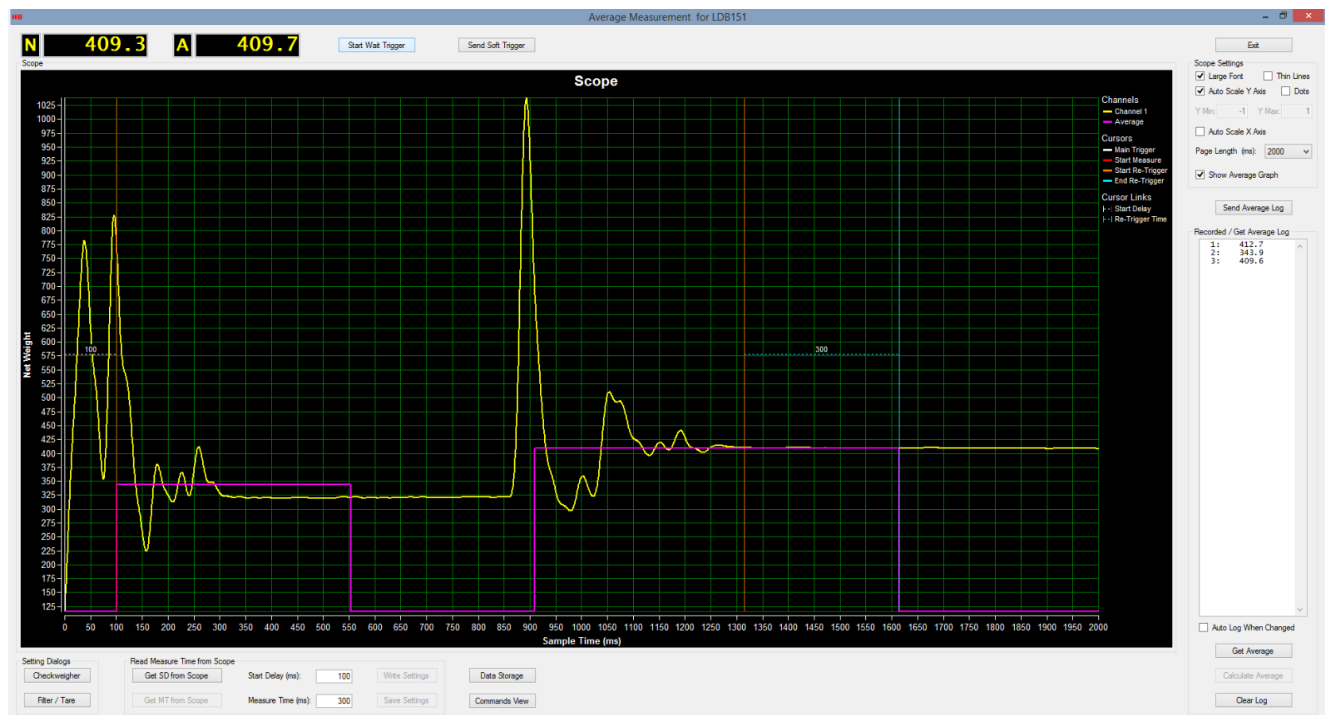 HB Average Measurement for LDB151
N 409.3 A 409.7 Start Wait Trigger Send Soft Trigger Exit
Scope
Scope
Net Weight
1025
1000
975
950
925
900
875
850
825
800
775
750
725
700
675
650
625
600
575
550
525
500
475
450
425
400
375
350
325
300
275
250
225
200
175
150
125
100
300
0 50 100 150 200 250 300 350 400 450 500 550 600 650 700 750 800 850 900 950 1000 1050 1100 1150 1200 1250 1300 1350 1400 1450 1500 1550 1600 1650 1700 1750 1800 1850 1900 1950 2000
Sample Time (ms)
Channels
Channel 1
Average
Cursors
Main Trigger
Start Measure
Start Re-Trigger
End Re-Trigger
Cursor Links
Start Delay
Re-Trigger Time
Scope Settings
Large Font Thin Lines
Auto Scale Y Axis Dots
Y Min: -1 Y Max: 1
Auto Scale X Axis
Page Length (ms): 2000
Show Average Graph
Send Average Log
Recorded / Get Average Log
1: 412.7
2: 343.9
3: 409.6
Auto Log When Changed
Get Average
Calculate Average
Clear Log
Setting Dialogs
Checkweigher
Filter / Tare
Read Measure Time from Scope
Get SD from Scope Start Delay (ms): 100 Write Settings
Get MT from Scope Measure Time (ms): 300 Save Settings
Data Storage
Commands View